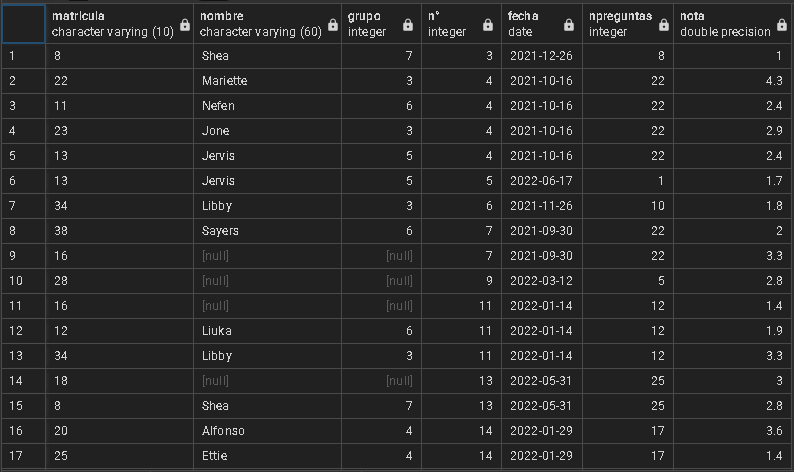 matricula nombre grupo n° fecha npreguntas nota
character varying (10) character varying (60) integer integer date integer double precision
1 8 Shea 7 3 2021-12-26 8 1
2 22 Mariette 3 4 2021-10-16 22 4.3
3 11 Nefen 6 4 2021-10-16 22 2.4
4 23 Jone 3 4 2021-10-16 22 2.9
5 13 Jervis 5 4 2021-10-16 22 2.4
6 13 Jervis 5 5 2022-06-17 1 1.7
7 34 Libby 3 6 2021-11-26 10 1.8
8 38 Sayers 6 7 2021-09-30 22 2
9 16 [null] [null] 7 2021-09-30 22 3.3
10 28 [null] [null] 9 2022-03-12 5 2.8
11 16 [null] [null] 11 2022-01-14 12 1.4
12 12 Liuka 6 11 2022-01-14 12 1.9
13 34 Libby 3 11 2022-01-14 12 3.3
14 18 [null] [null] 13 2022-05-31 25 3
15 8 Shea 7 13 2022-05-31 25 2.8
16 20 Alfonso 4 14 2022-01-29 17 3.6
17 25 Ettie 4 14 2022-01-29 17 1.4